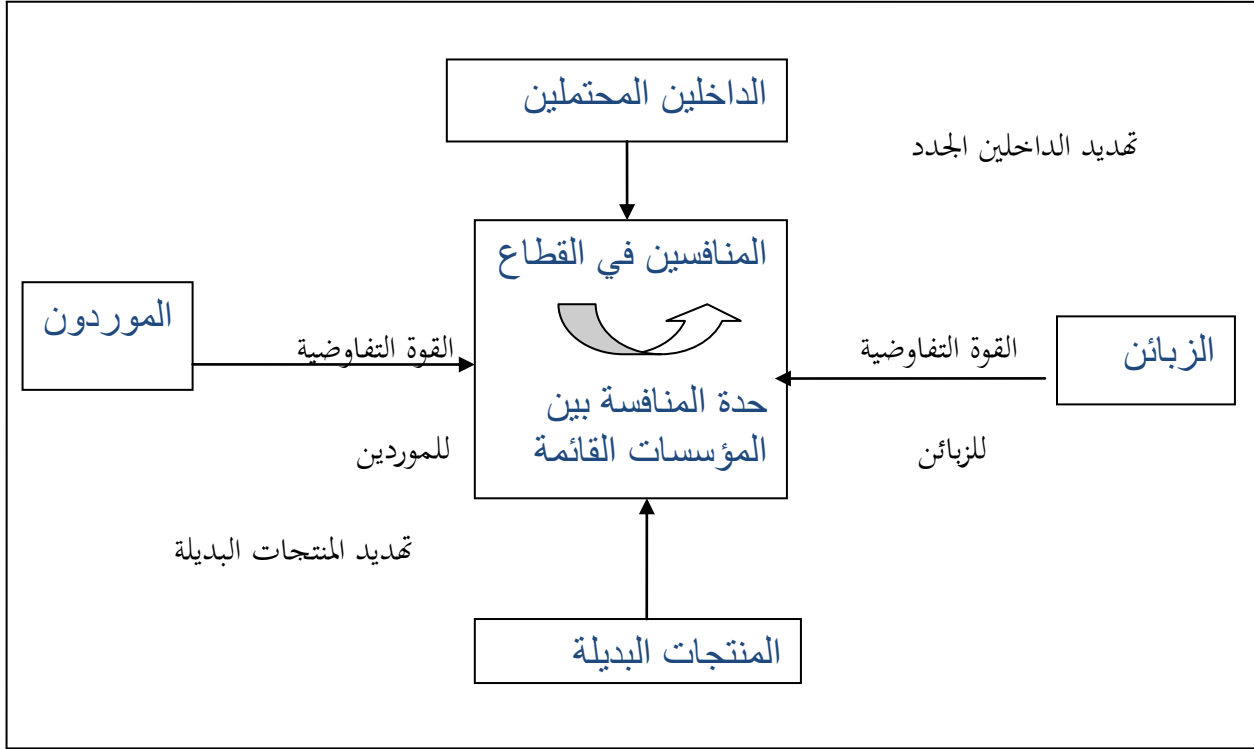 الداخلين المحتملين
تهديد الداخلين الجدد
المنافسين في القطاع
الموردون
القوة التفاوضية
القوة التفاوضية
الزبائن
حدة المنافسة بين
المؤسسات القائمة
للموردين
للزبائن
تهديد المنتجات البديلة
المنتجات البديلة